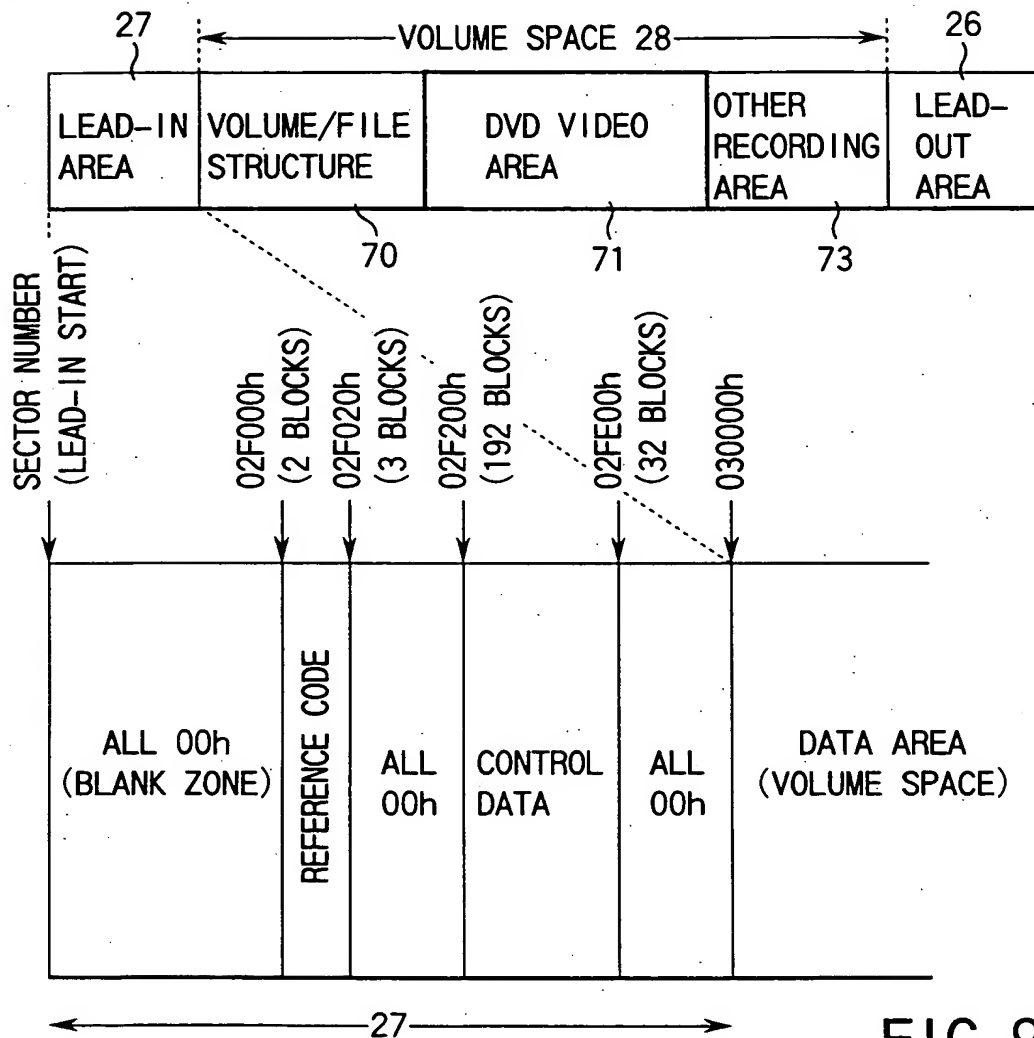 27
VOLUME SPACE 28
26
LEAD-IN
AREA
VOLUME/FILE
STRUCTURE
DVD VIDEO
AREA
OTHER
RECORDING
AREA
LEAD-
OUT
AREA
70
71
73
SECTOR NUMBER
(LEAD-IN START)
02F000h
(2 BLOCKS)
02F020h
(3 BLOCKS)
02F200h
(192 BLOCKS)
02FE00h
(32 BLOCKS)
030000h
ALL 00h
(BLANK ZONE)
REFERENCE CODE
ALL
00h
CONTROL
DATA
ALL
00h
DATA AREA
(VOLUME SPACE)
27